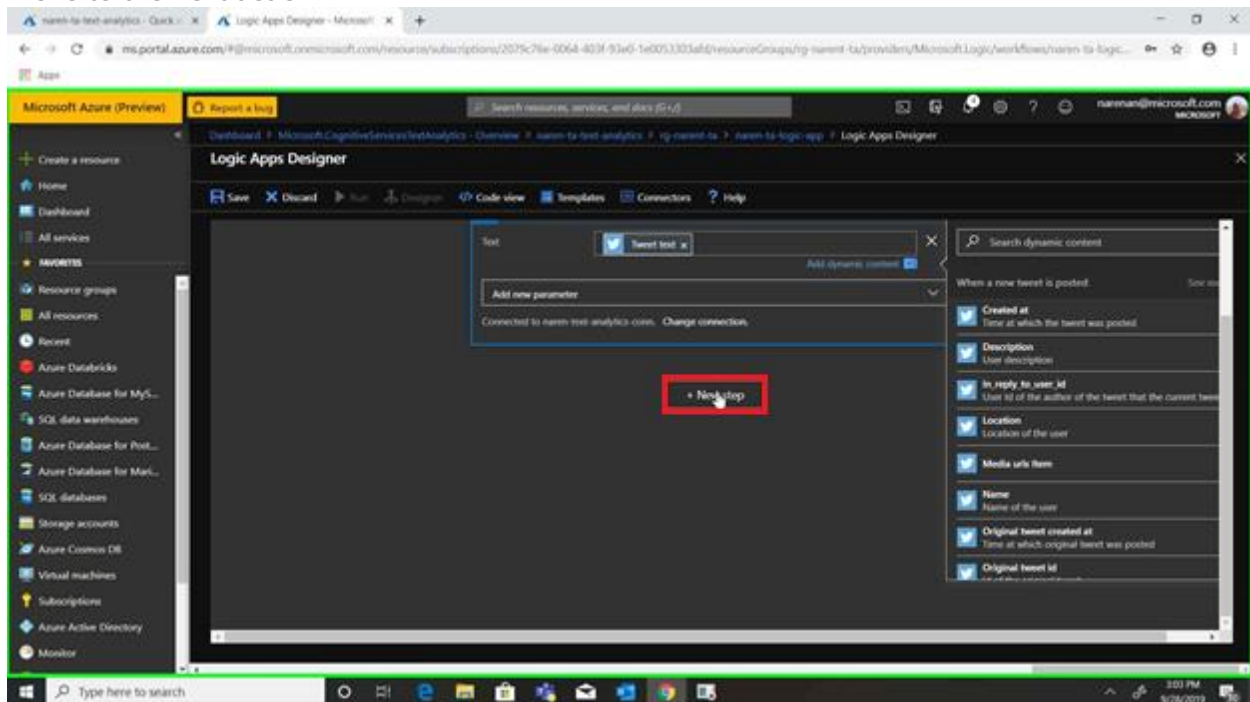 naren-ta-text-analytics - Quick
Logic Apps Designer - Microsoft
Apps
Microsoft Azure (Preview)
Report a bug
Search resources, services, and docs (G+/)
narenan@microsoft.com
MICROSOFT
Dashboard > Microsoft.CognitiveServicesTextAnalytics - Overview > naren-ta-text-analytics > rg-narent-ta > naren-ta-logic-app > Logic Apps Designer
Logic Apps Designer
Save Discard Run Designer Code view Templates Connectors ? Help
Create a resource
Home
Dashboard
All services
FAVORITES
Resource groups
All resources
Recent
Azure Databricks
Azure Database for MyS...
SQL data warehouses
Azure Database for Post...
Azure Database for Mari...
SQL databases
Storage accounts
Azure Cosmos DB
Virtual machines
Subscriptions
Azure Active Directory
Monitor
Text
Tweet text x
Add dynamic content
Add new parameter
Connected to naren-text-analytics-conn. Change connection.
+ Next step
Search dynamic content
When a new tweet is posted
Created at
Time at which the tweet was posted
Description
User description
In_reply_to_user_id
User id of the author of the tweet that the current twee
Location
Location of the user
Media urls Item
Name
Name of the user
Original tweet created at
Time at which original tweet was posted
Original tweet id
Type here to search
3:03 PM
9/28/2019